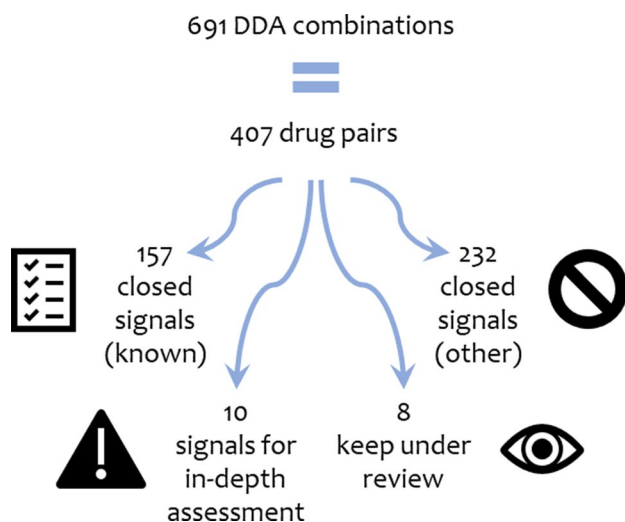 691 DDA combinations
407 drug pairs
157
closed
signals
(known)
232
closed
signals
(other)
10
signals for
in-depth
assessment
8
keep under
review